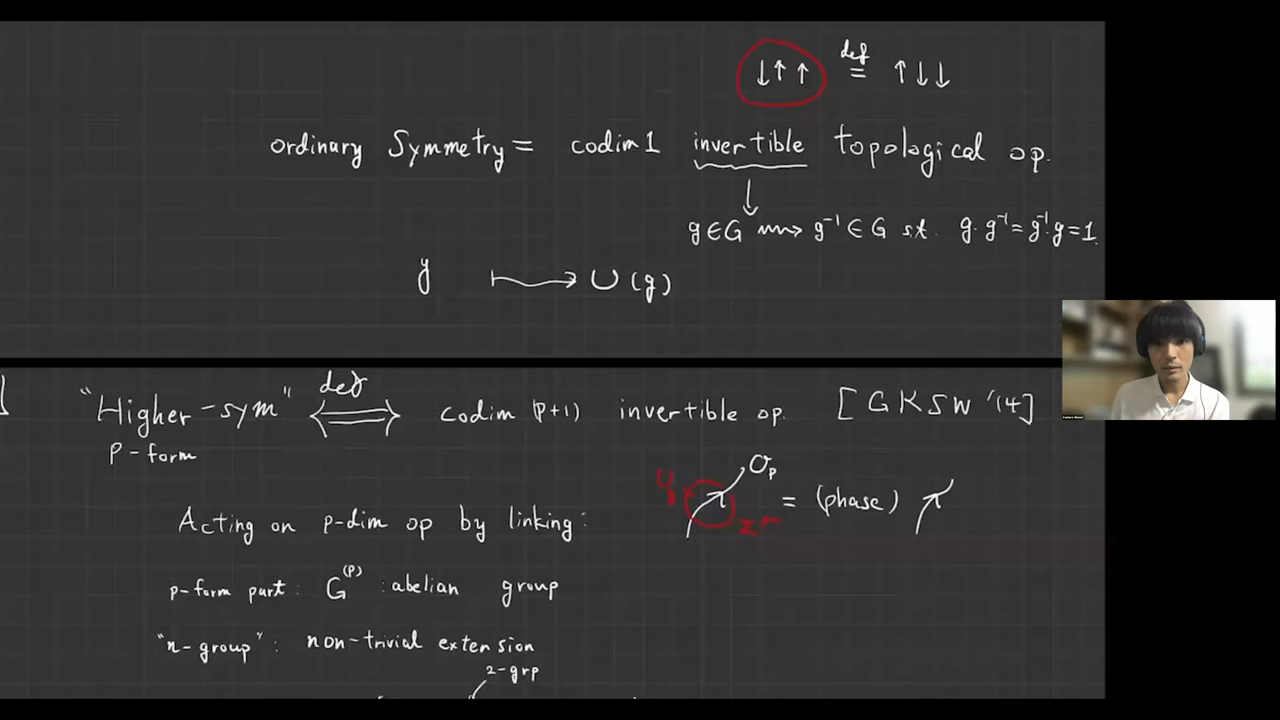 ↓↑↑ def = ↑↓↓
ordinary Symmetry = codim 1 invertible topological op.
g∈G ⇝ g⁻¹∈G s.t. g·g⁻¹=g⁻¹·g=1.
g ⟼ U(g)
"Higher-sym" def ⟺ codim (p+1) invertible op. [GKSW '14]
p-form
O_p
= (phase)
Acting on p-dim op by linking:
p-form part: G^(p) : abelian group
"n-group": non-trivial extension
2-grp